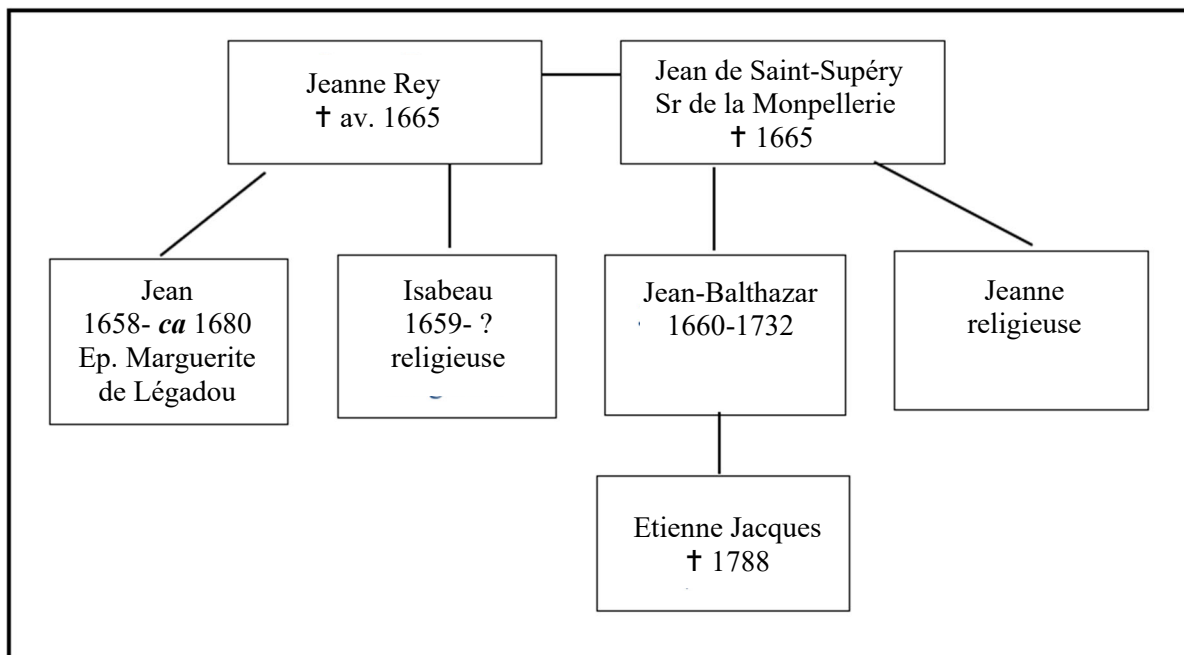 Jeanne Rey
✝ av. 1665
Jean de Saint-Supéry
Sr de la Monpellerie
✝ 1665
Jean
1658- ca 1680
Ep. Marguerite
de Légadou
Isabeau
1659- ?
religieuse
Jean-Balthazar
1660-1732
Jeanne
religieuse
Etienne Jacques
✝ 1788